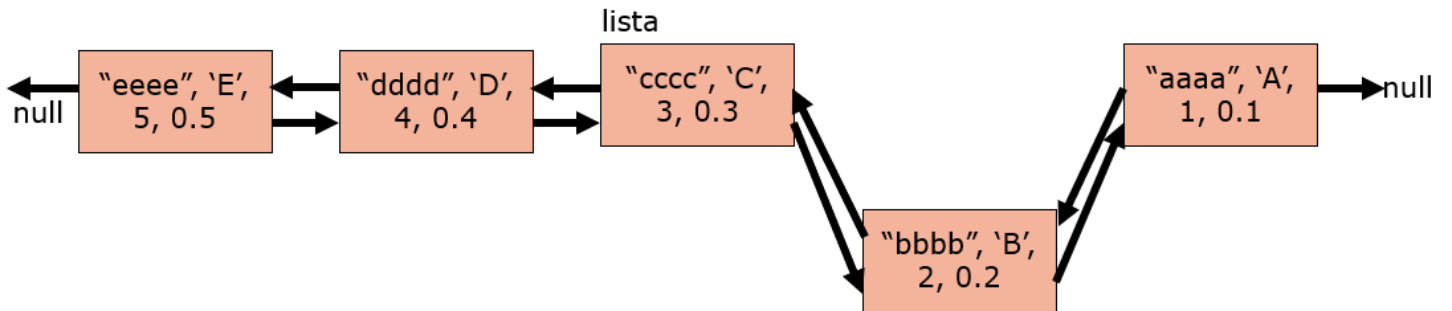 lista
null
“eeee”, ‘E’,
5, 0.5
“dddd”, ‘D’,
4, 0.4
“cccc”, ‘C’,
3, 0.3
“bbbb”, ‘B’,
2, 0.2
“aaaa”, ‘A’,
1, 0.1
null